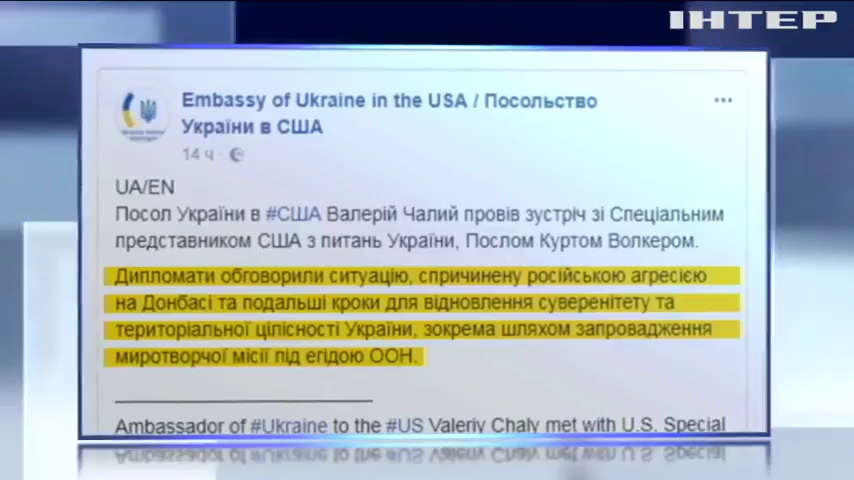 ІНТЕР
Embassy of Ukraine in the USA / Посольство
України в США
14 ч
UA/EN
Посол України в #США Валерій Чалий провів зустріч зі Спеціальним
представником США з питань України, Послом Куртом Волкером.
Дипломати обговорили ситуацію, спричинену російською агресією
на Донбасі та подальші кроки для відновлення суверенітету та
територіальної цілісності України, зокрема шляхом запровадження
миротворчої місії під егідою ООН.
Ambassador of #Ukraine to the #US Valeriy Chaly met with U.S. Special